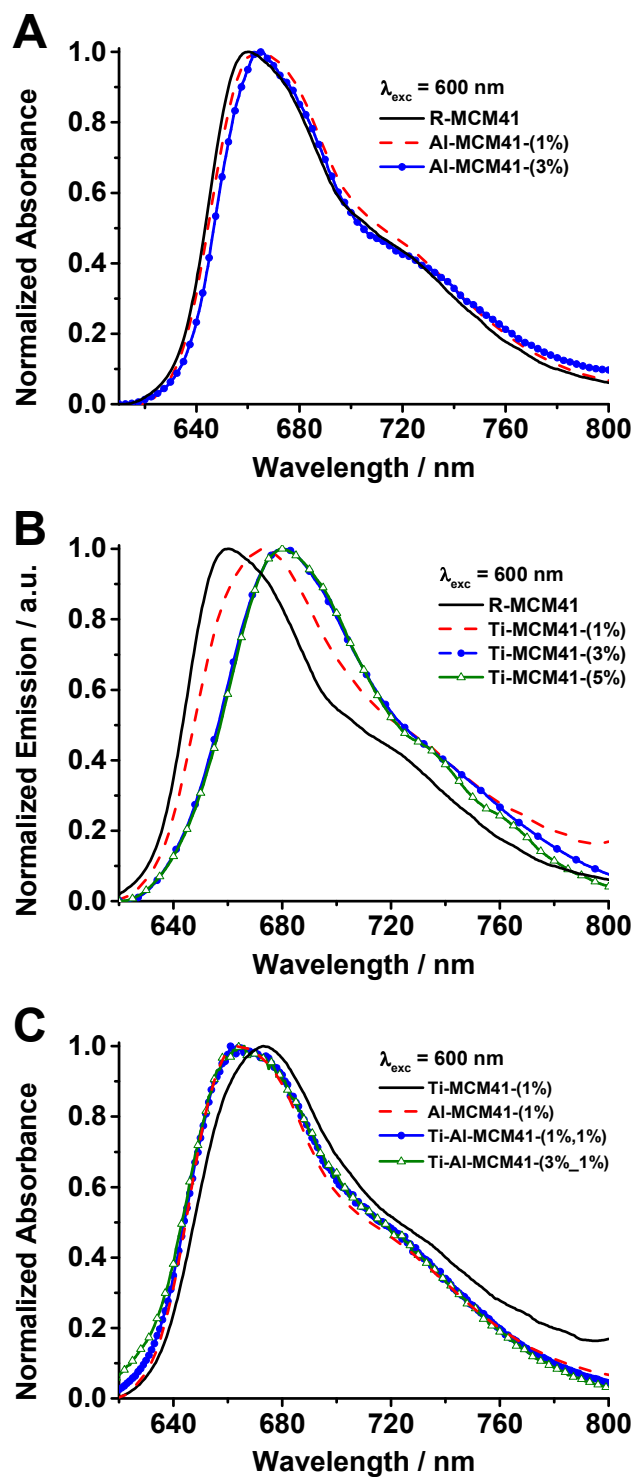 A
Normalized Absorbance
1.0
0.8
0.6
0.4
0.2
0.0
λexc = 600 nm
R-MCM41
Al-MCM41-(1%)
Al-MCM41-(3%)
640 680 720 760 800
Wavelength / nm
B
Normalized Emission / a.u.
1.0
0.8
0.6
0.4
0.2
0.0
λexc = 600 nm
R-MCM41
Ti-MCM41-(1%)
Ti-MCM41-(3%)
Ti-MCM41-(5%)
640 680 720 760 800
Wavelength / nm
C
Normalized Absorbance
1.0
0.8
0.6
0.4
0.2
0.0
λexc = 600 nm
Ti-MCM41-(1%)
Al-MCM41-(1%)
Ti-Al-MCM41-(1%,1%)
Ti-Al-MCM41-(3%_1%)
640 680 720 760 800
Wavelength / nm